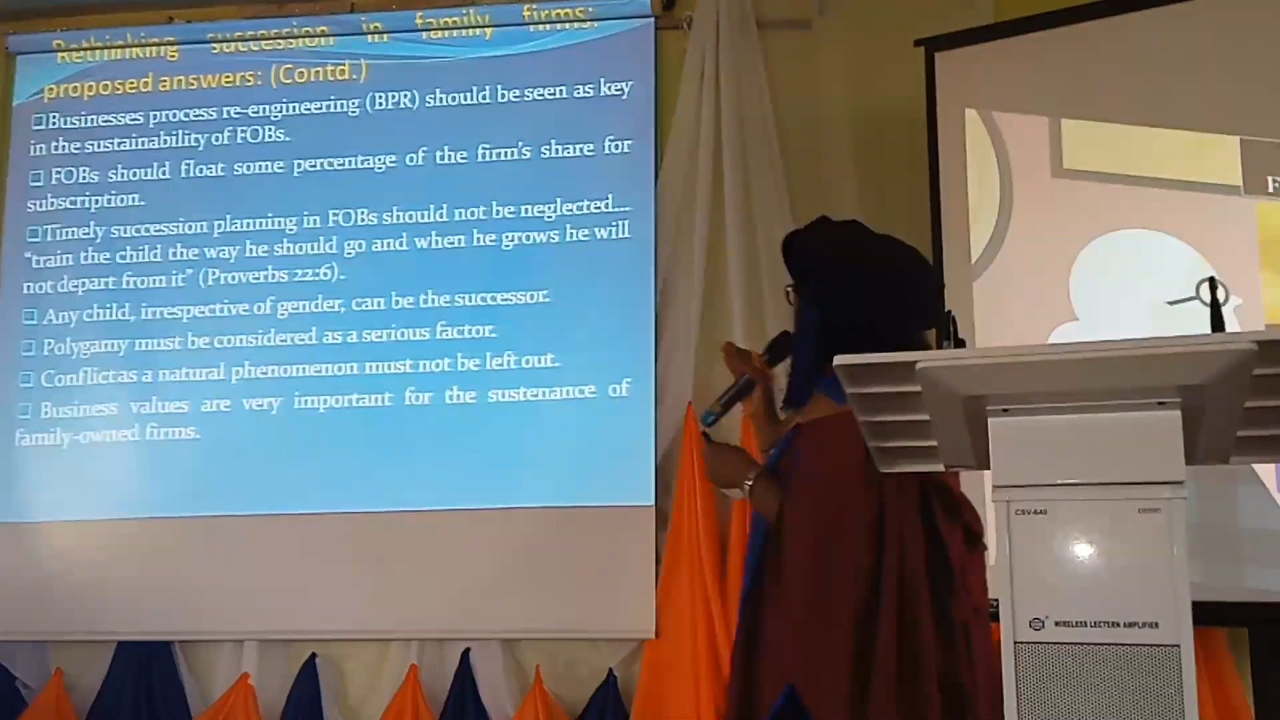 Rethinking succession in family firms:
proposed answers: (Contd.)
❑Businesses process re-engineering (BPR) should be seen as key
in the sustainability of FOBs.
❑ FOBs should float some percentage of the firm's share for
subscription.
❑Timely succession planning in FOBs should not be neglected...
"train the child the way he should go and when he grows he will
not depart from it" (Proverbs 22:6).
❑ Any child, irrespective of gender, can be the successor.
❑ Polygamy must be considered as a serious factor.
❑ Conflict as a natural phenomenon must not be left out.
❑ Business values are very important for the sustenance of
family-owned firms.
F
CSV-640
WIRELESS LECTERN AMPLIFIER